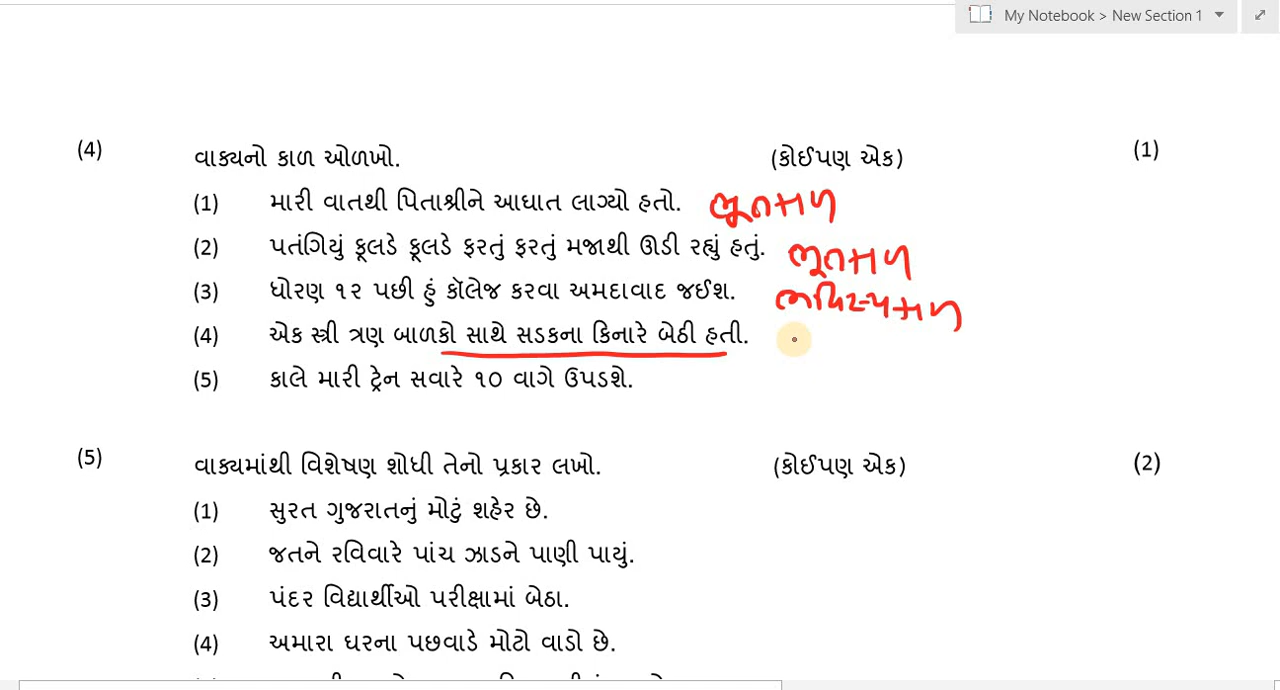 My Notebook > New Section 1
(4) વાક્યનો કાળ ઓળખો. (કોઈપણ એક) (1)
(1) મારી વાતથી પિતાશ્રીને આઘાત લાગ્યો હતો. ભૂતકાળ
(2) પતંગિયું ફૂલડે ફૂલડે ફરતું ફરતું મજાથી ઊડી રહ્યું હતું. ભૂતકાળ
(3) ધોરણ ૧૨ પછી હું કૉલેજ કરવા અમદાવાદ જઈશ. ભવિષ્યકાળ
(4) એક સ્ત્રી ત્રણ બાળકો સાથે સડકના કિનારે બેઠી હતી.
(5) કાલે મારી ટ્રેન સવારે ૧૦ વાગે ઉપડશે.
(5) વાક્યમાંથી વિશેષણ શોધી તેનો પ્રકાર લખો. (કોઈપણ એક) (2)
(1) સુરત ગુજરાતનું મોટું શહેર છે.
(2) જતને રવિવારે પાંચ ઝાડને પાણી પાયું.
(3) પંદર વિદ્યાર્થીઓ પરીક્ષામાં બેઠા.
(4) અમારા ઘરના પછવાડે મોટો વાડો છે.